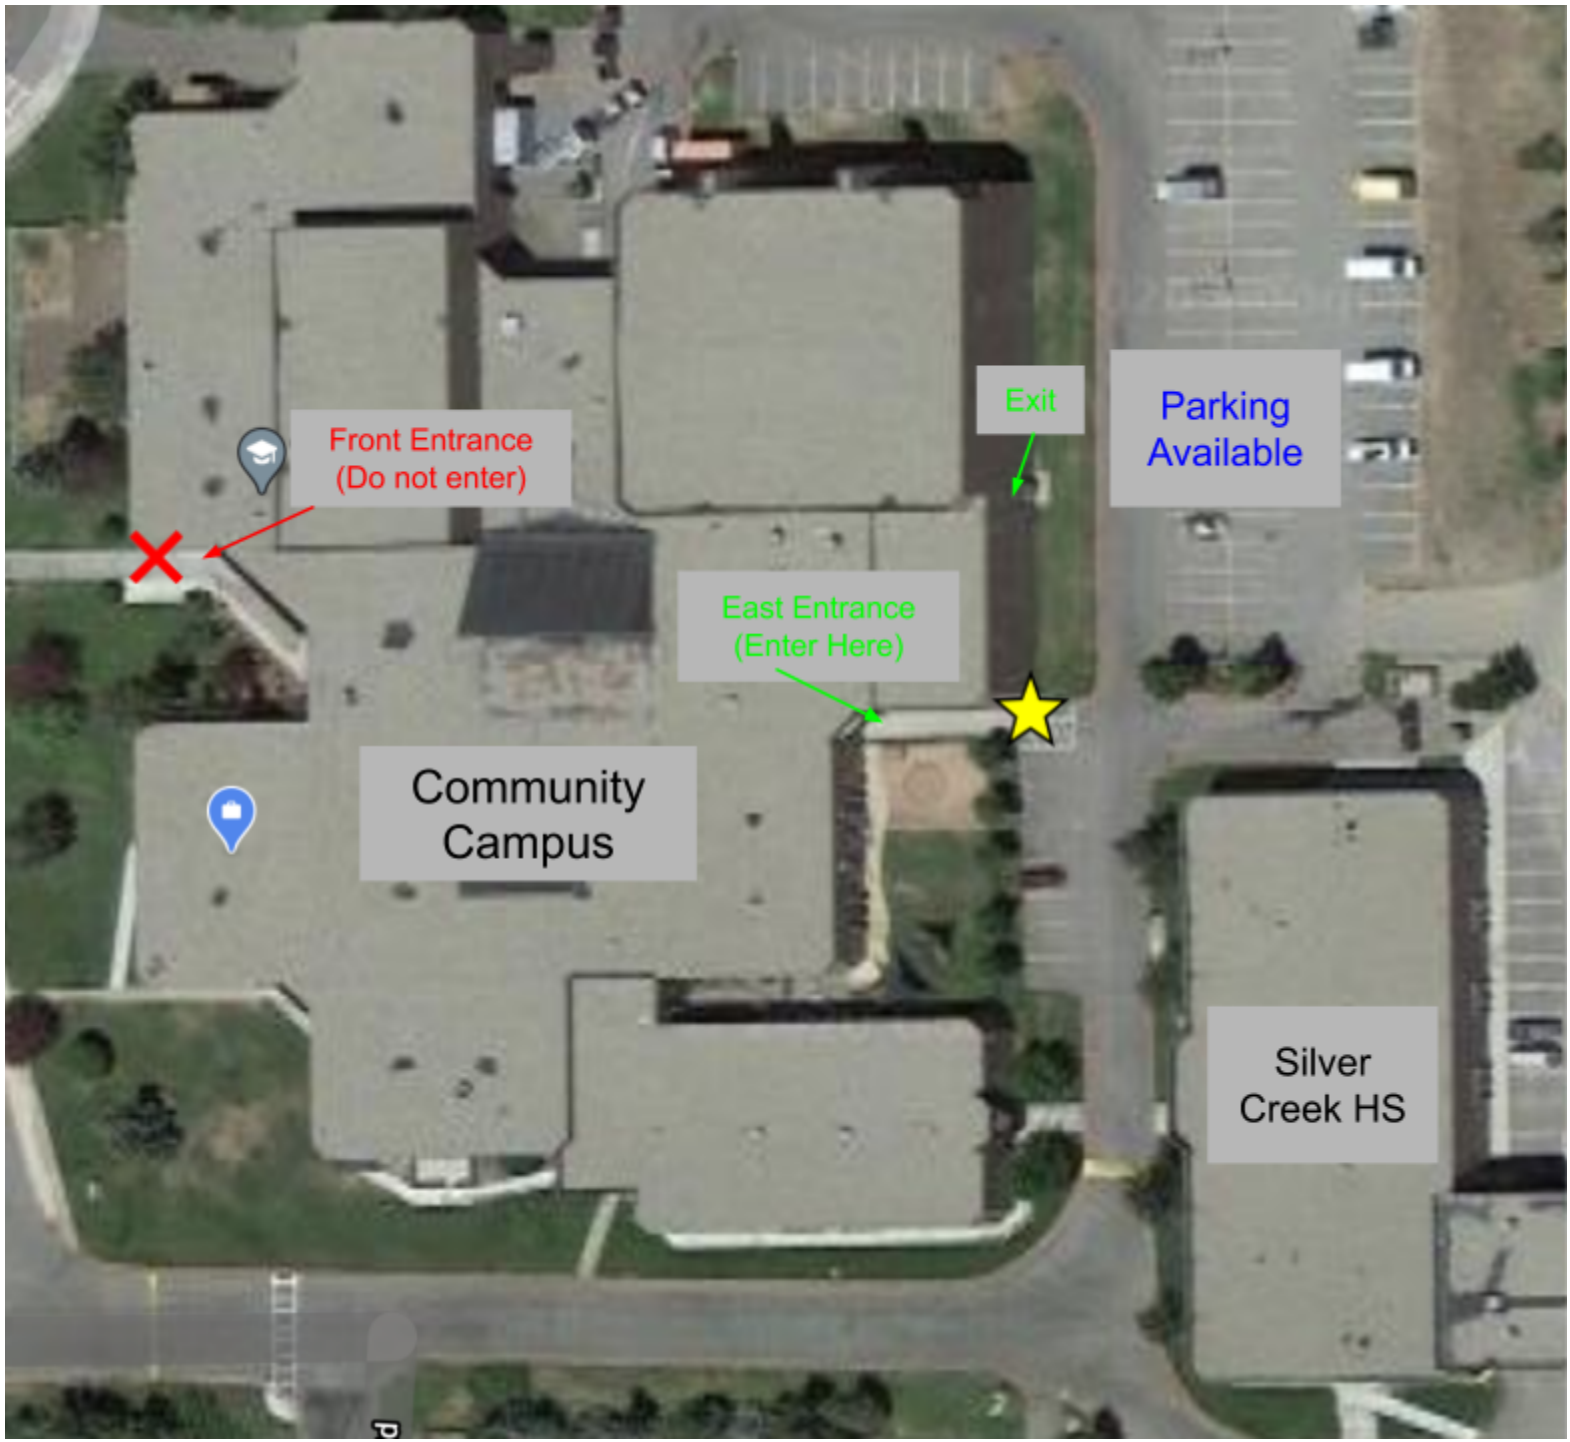 Front Entrance
(Do not enter)
Exit
Parking
Available
East Entrance
(Enter Here)
Community
Campus
Silver
Creek HS